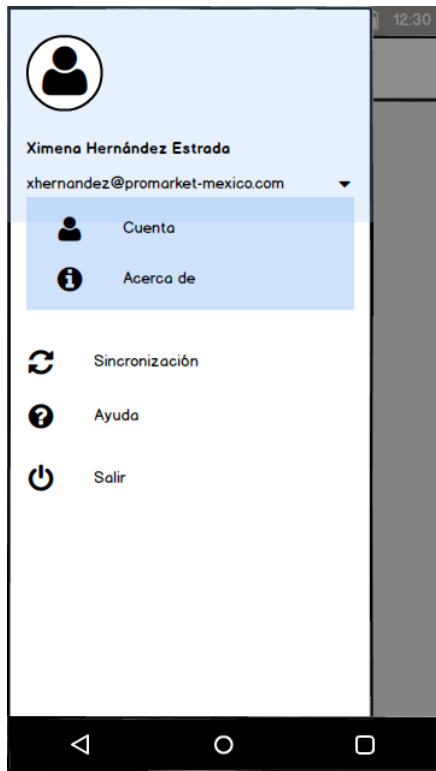 12:30
Ximena Hernández Estrada
xhernandez@promarket-mexico.com
Cuenta
Acerca de
Sincronización
Ayuda
Salir